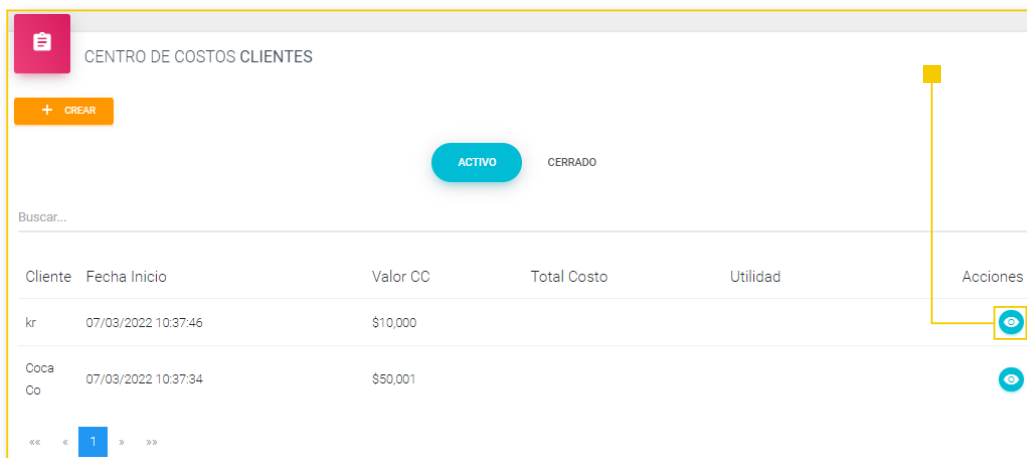 CENTRO DE COSTOS CLIENTES
+ CREAR
ACTIVO CERRADO
Buscar...
Cliente Fecha Inicio Valor CC Total Costo Utilidad Acciones
kr 07/03/2022 10:37:46 $10,000
Coca
Co 07/03/2022 10:37:34 $50,001
«« « 1 » »»